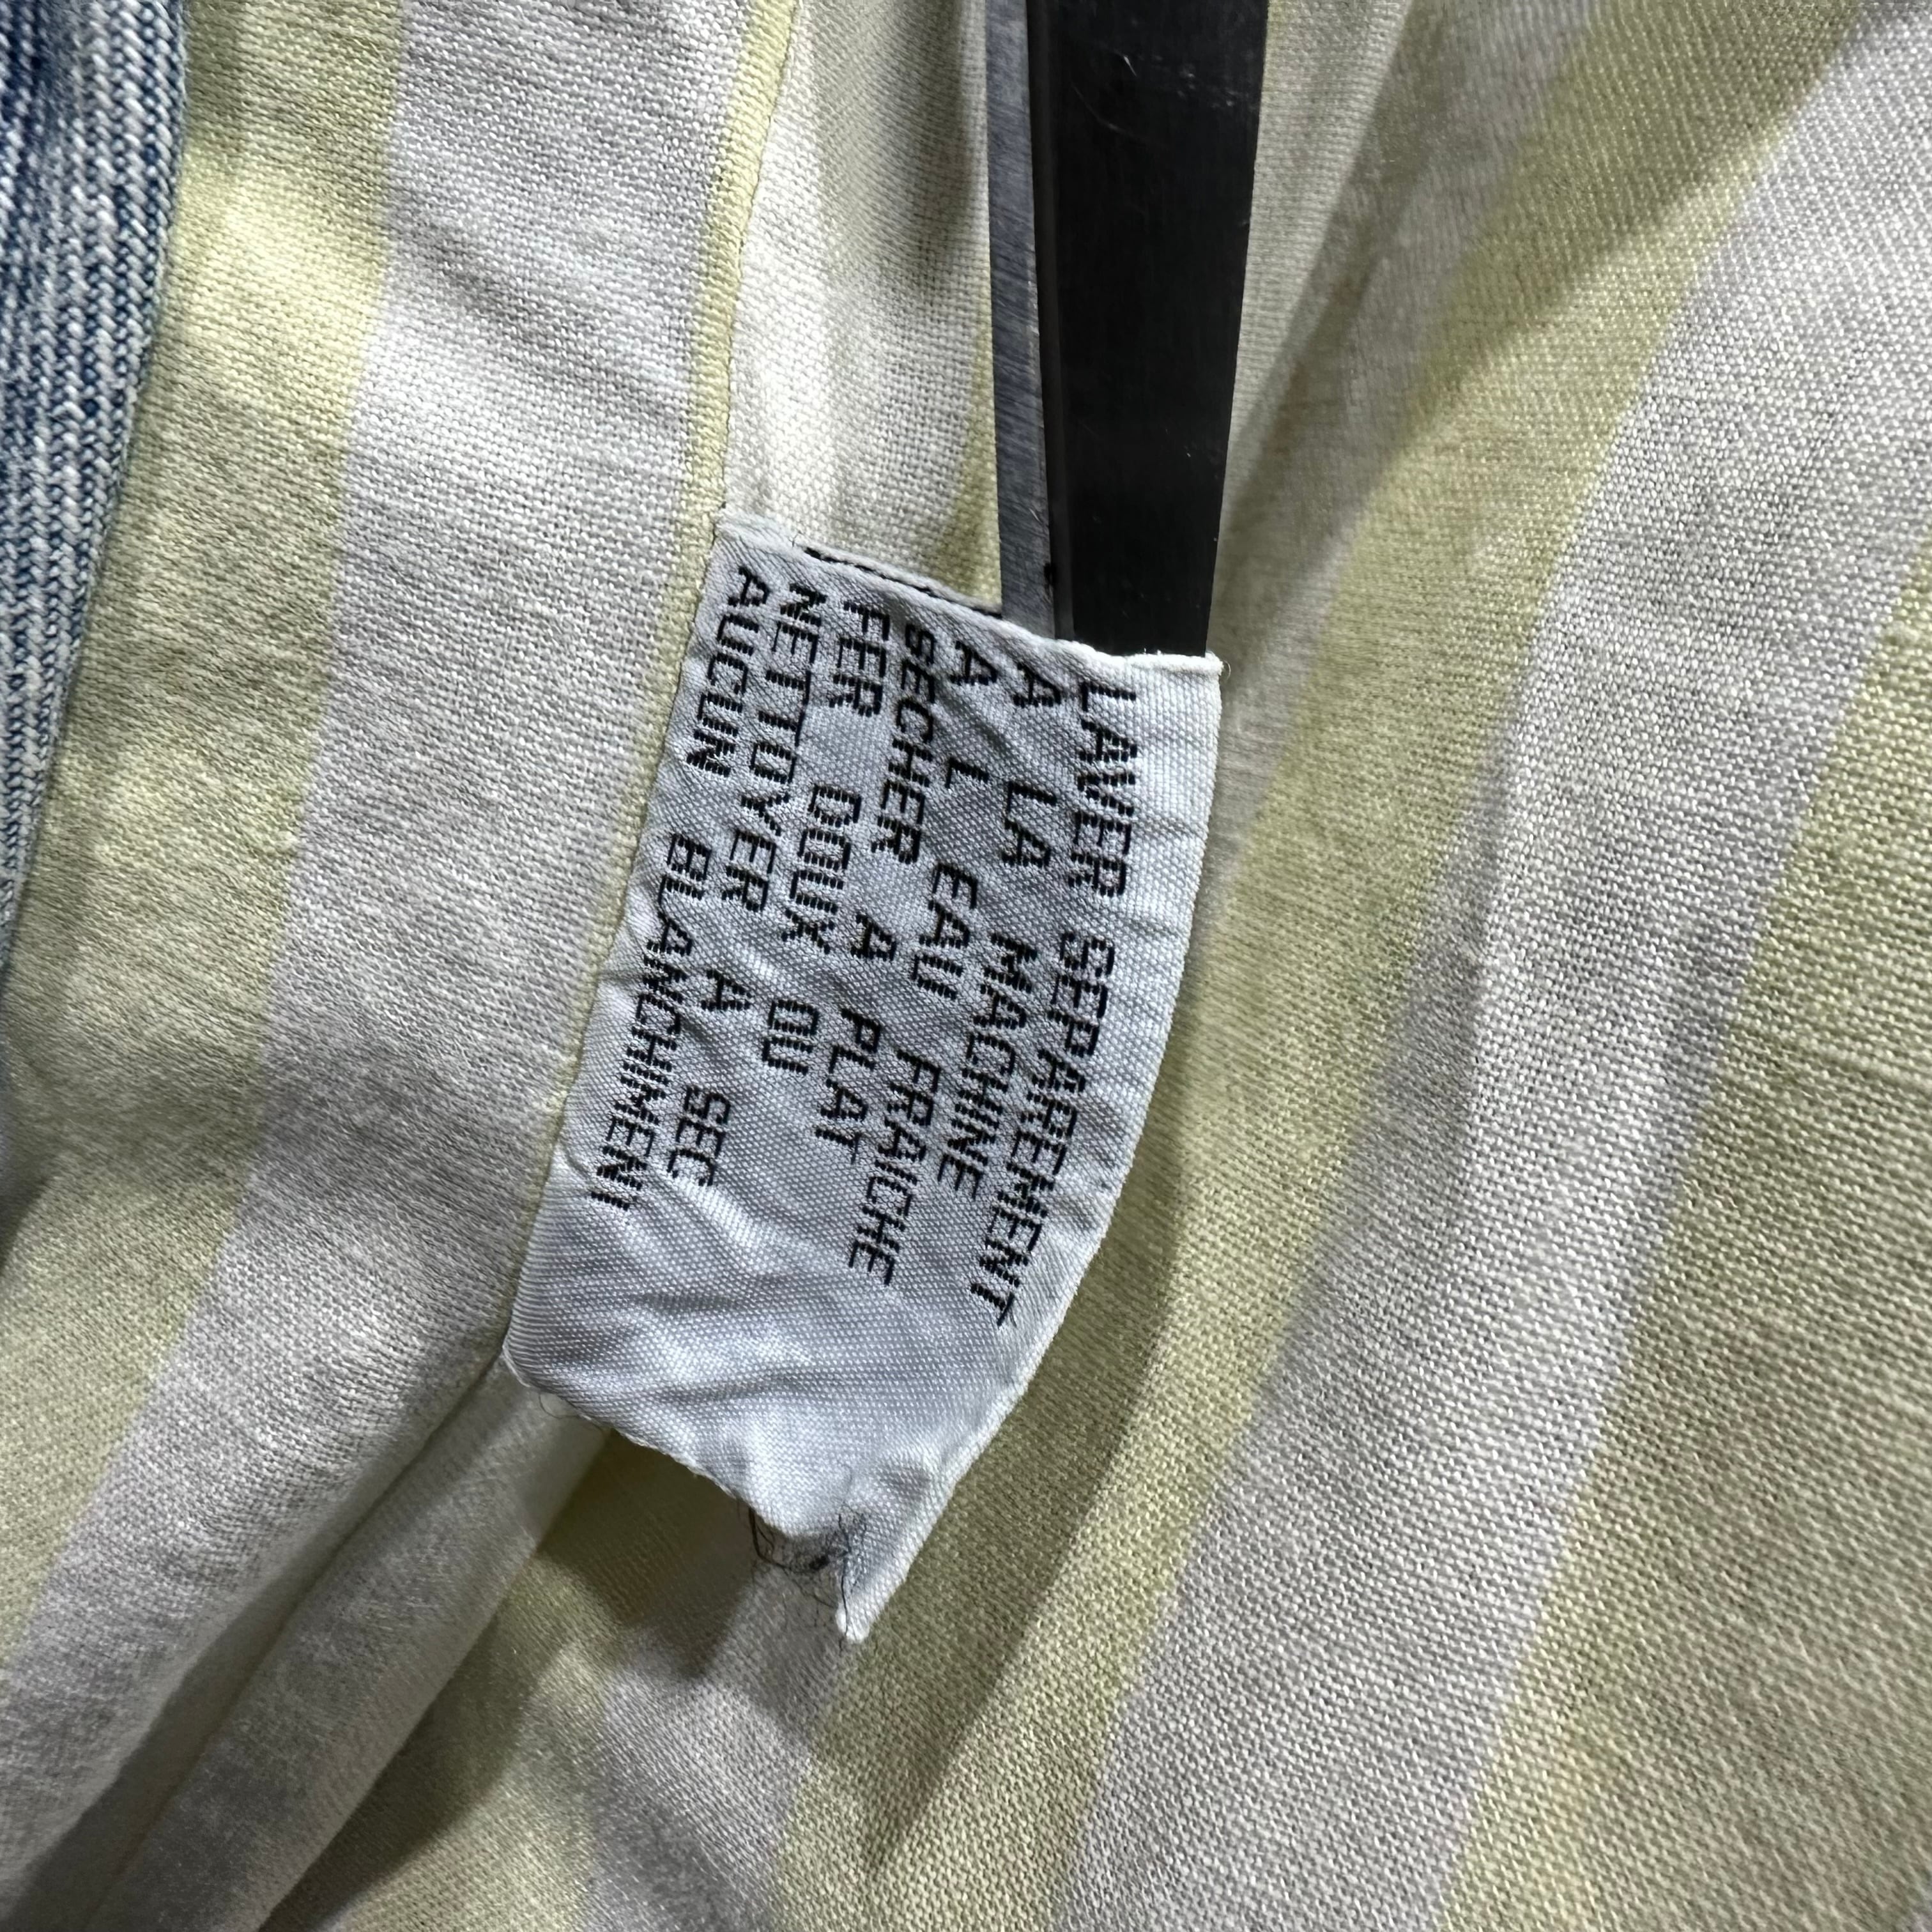 LAVER SEPAREMENT
A LA MACHINE
A L EAU FRAICHE
SECHER A PLAT
FER DOUX OU
NETTOYER A SEC
AUCUN BLANCHIMENT